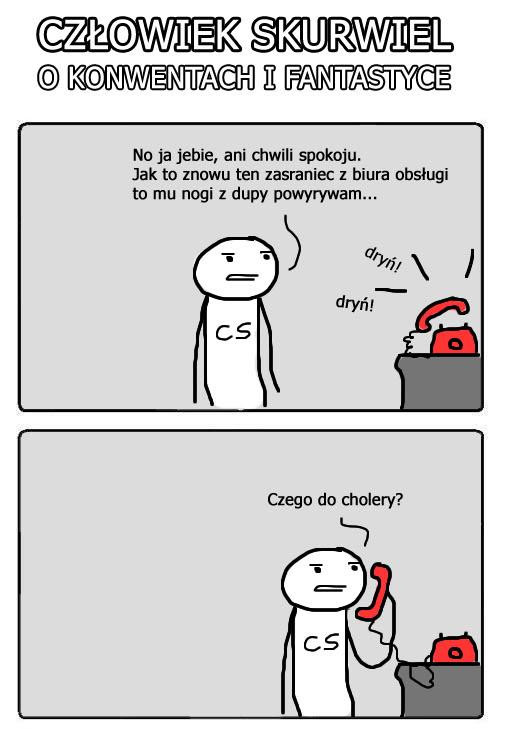 CZŁOWIEK SKURWIEL
O KONWENTACH I FANTASTYCE
No ja jebie, ani chwili spokoju.
Jak to znowu ten zasraniec z biura obsługi
to mu nogi z dupy powyrywam...
dryń!
dryń!
CS
Czego do cholery?
CS